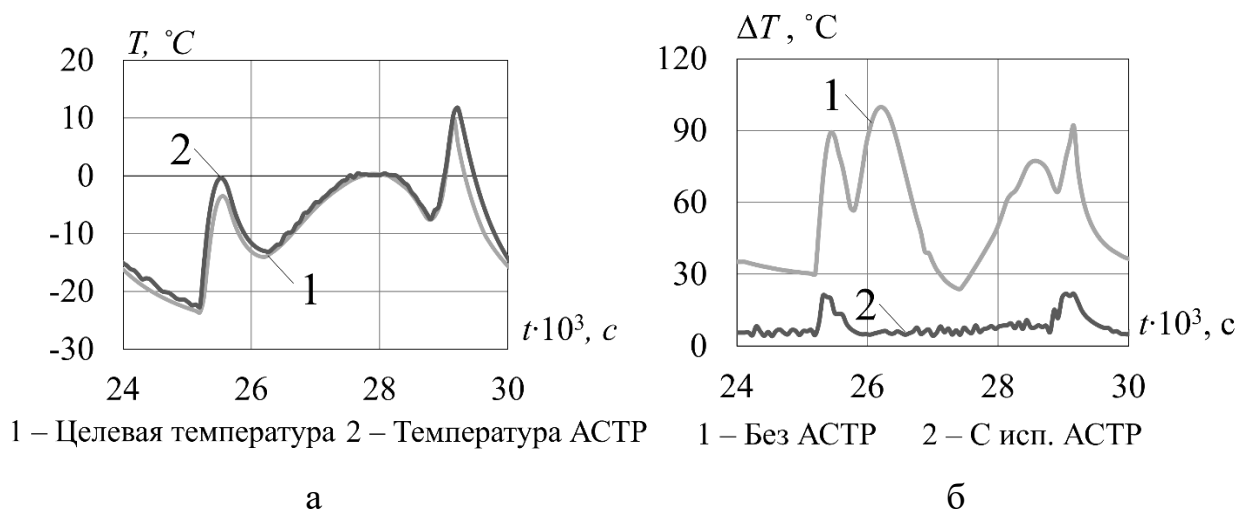 T, °C
20
10
0
-10
-20
-30
2
1
t·10³, с
24 26 28 30
1 – Целевая температура 2 – Температура АСТР
а
ΔT , °C
120
90
60
30
0
1
2
t·10³, с
24 26 28 30
1 – Без АСТР 2 – С исп. АСТР
б